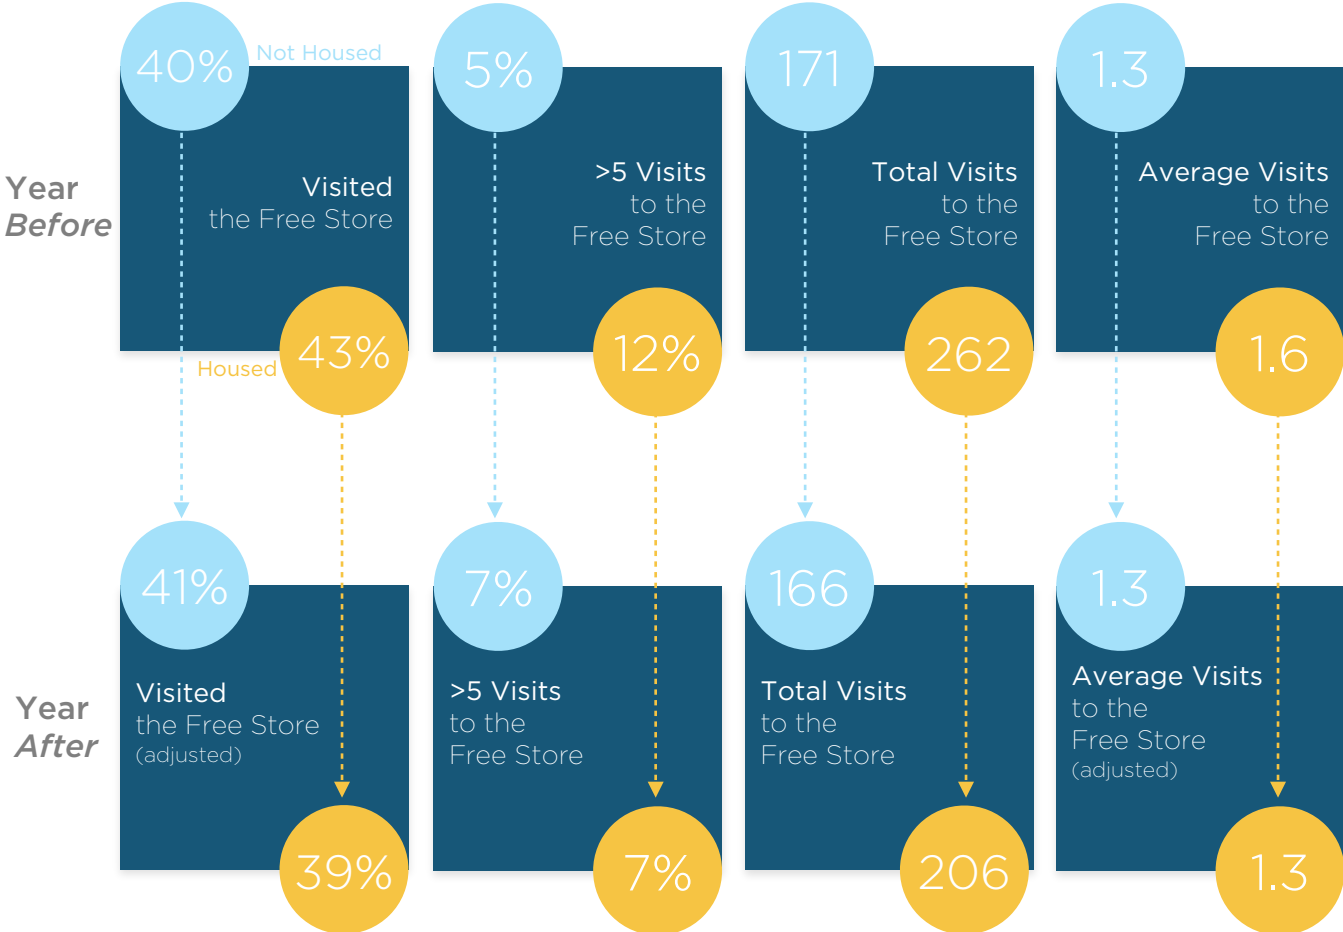 40%
Not Housed
5%
171
1.3
Year
Before
Visited
the Free Store
>5 Visits
to the
Free Store
Total Visits
to the
Free Store
Average Visits
to the
Free Store
Housed
43%
12%
262
1.6
41%
7%
166
1.3
Year
After
Visited
the Free Store
(adjusted)
>5 Visits
to the
Free Store
Total Visits
to the
Free Store
Average Visits
to the
Free Store
(adjusted)
39%
7%
206
1.3